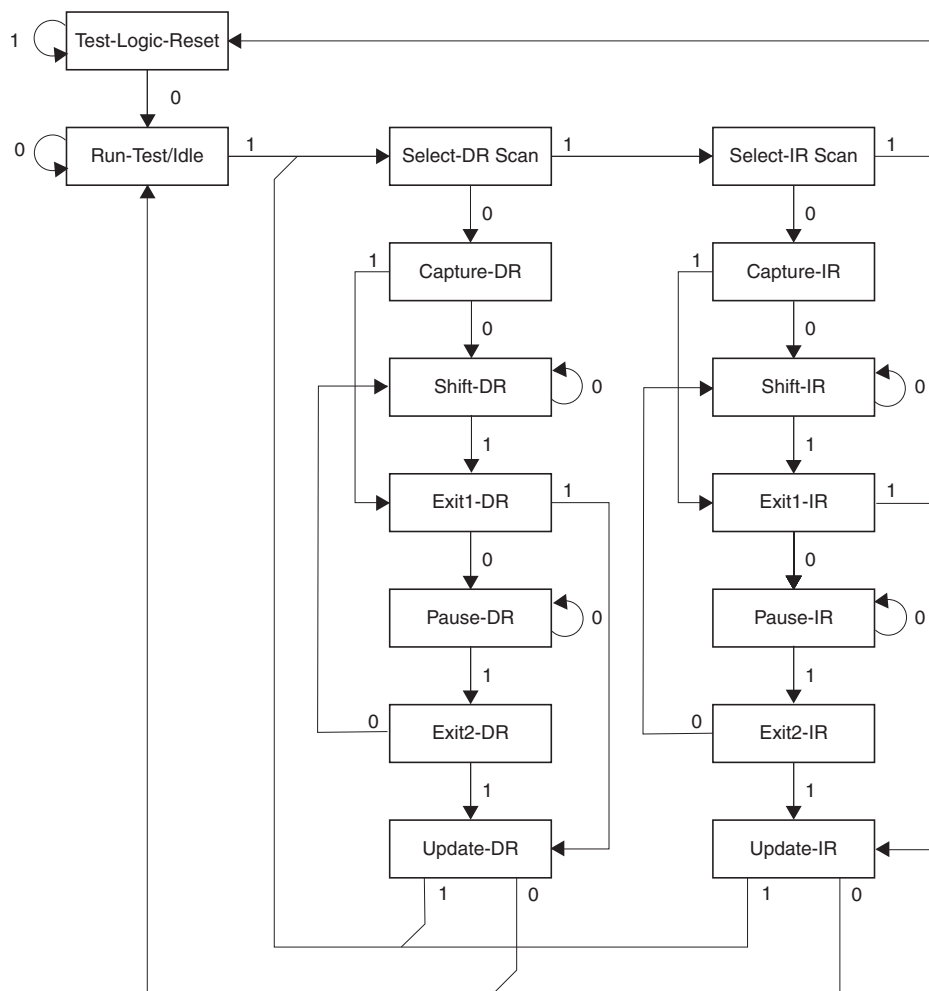 1 Test-Logic-Reset
0
0 Run-Test/Idle 1 Select-DR Scan 1 Select-IR Scan 1
0 0
1 Capture-DR 1 Capture-IR
0 0
Shift-DR 0 Shift-IR 0
1 1
Exit1-DR 1 Exit1-IR 1
0 0
Pause-DR 0 Pause-IR 0
1 1
0 Exit2-DR 0 Exit2-IR
1 1
Update-DR Update-IR
1 0 1 0